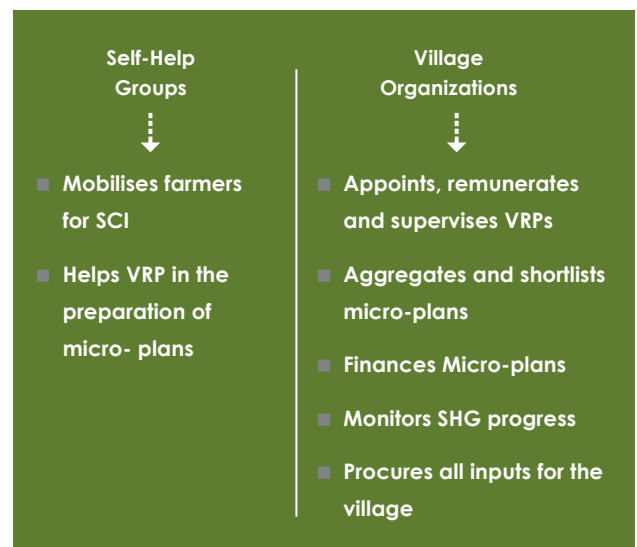 Self-Help
Groups
Mobilises farmers
for SCI
Helps VRP in the
preparation of
micro- plans
Village
Organizations
Appoints, remunerates
and supervises VRPs
Aggregates and shortlists
micro-plans
Finances Micro-plans
Monitors SHG progress
Procures all inputs for the
village